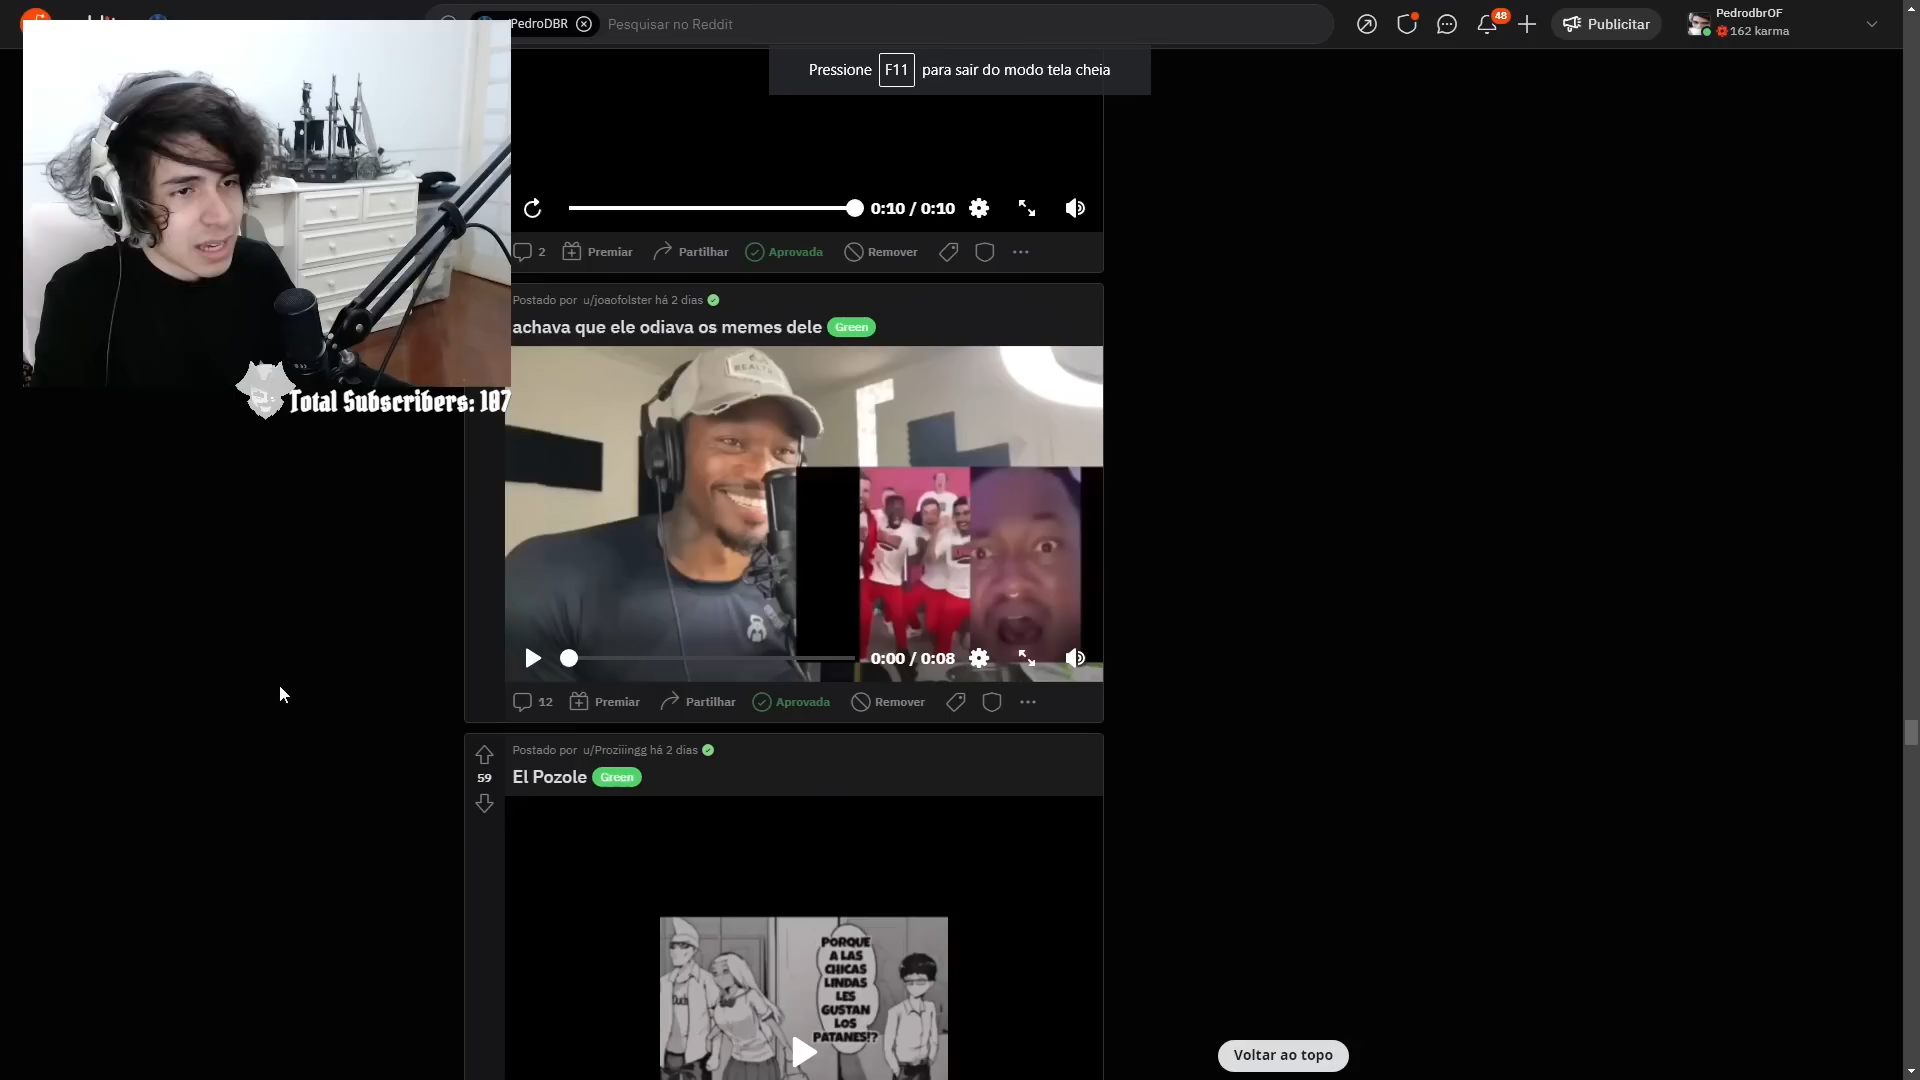 /PedroDBR
Pesquisar no Reddit
48
Publicitar
PedrodbrOF
162 karma
Pressione F11 para sair do modo tela cheia
0:10 / 0:10
2 Premiar Partilhar Aprovada Remover
Postado por u/joaofolster há 2 dias
achava que ele odiava os memes dele Green
Total Subscribers: 187
0:00 / 0:08
12 Premiar Partilhar Aprovada Remover
Postado por u/Proziiingg há 2 dias
59
El Pozole Green
PORQUE
A LAS
CHICAS
LINDAS
LES
GUSTAN
LOS
PATANES!?
Voltar ao topo